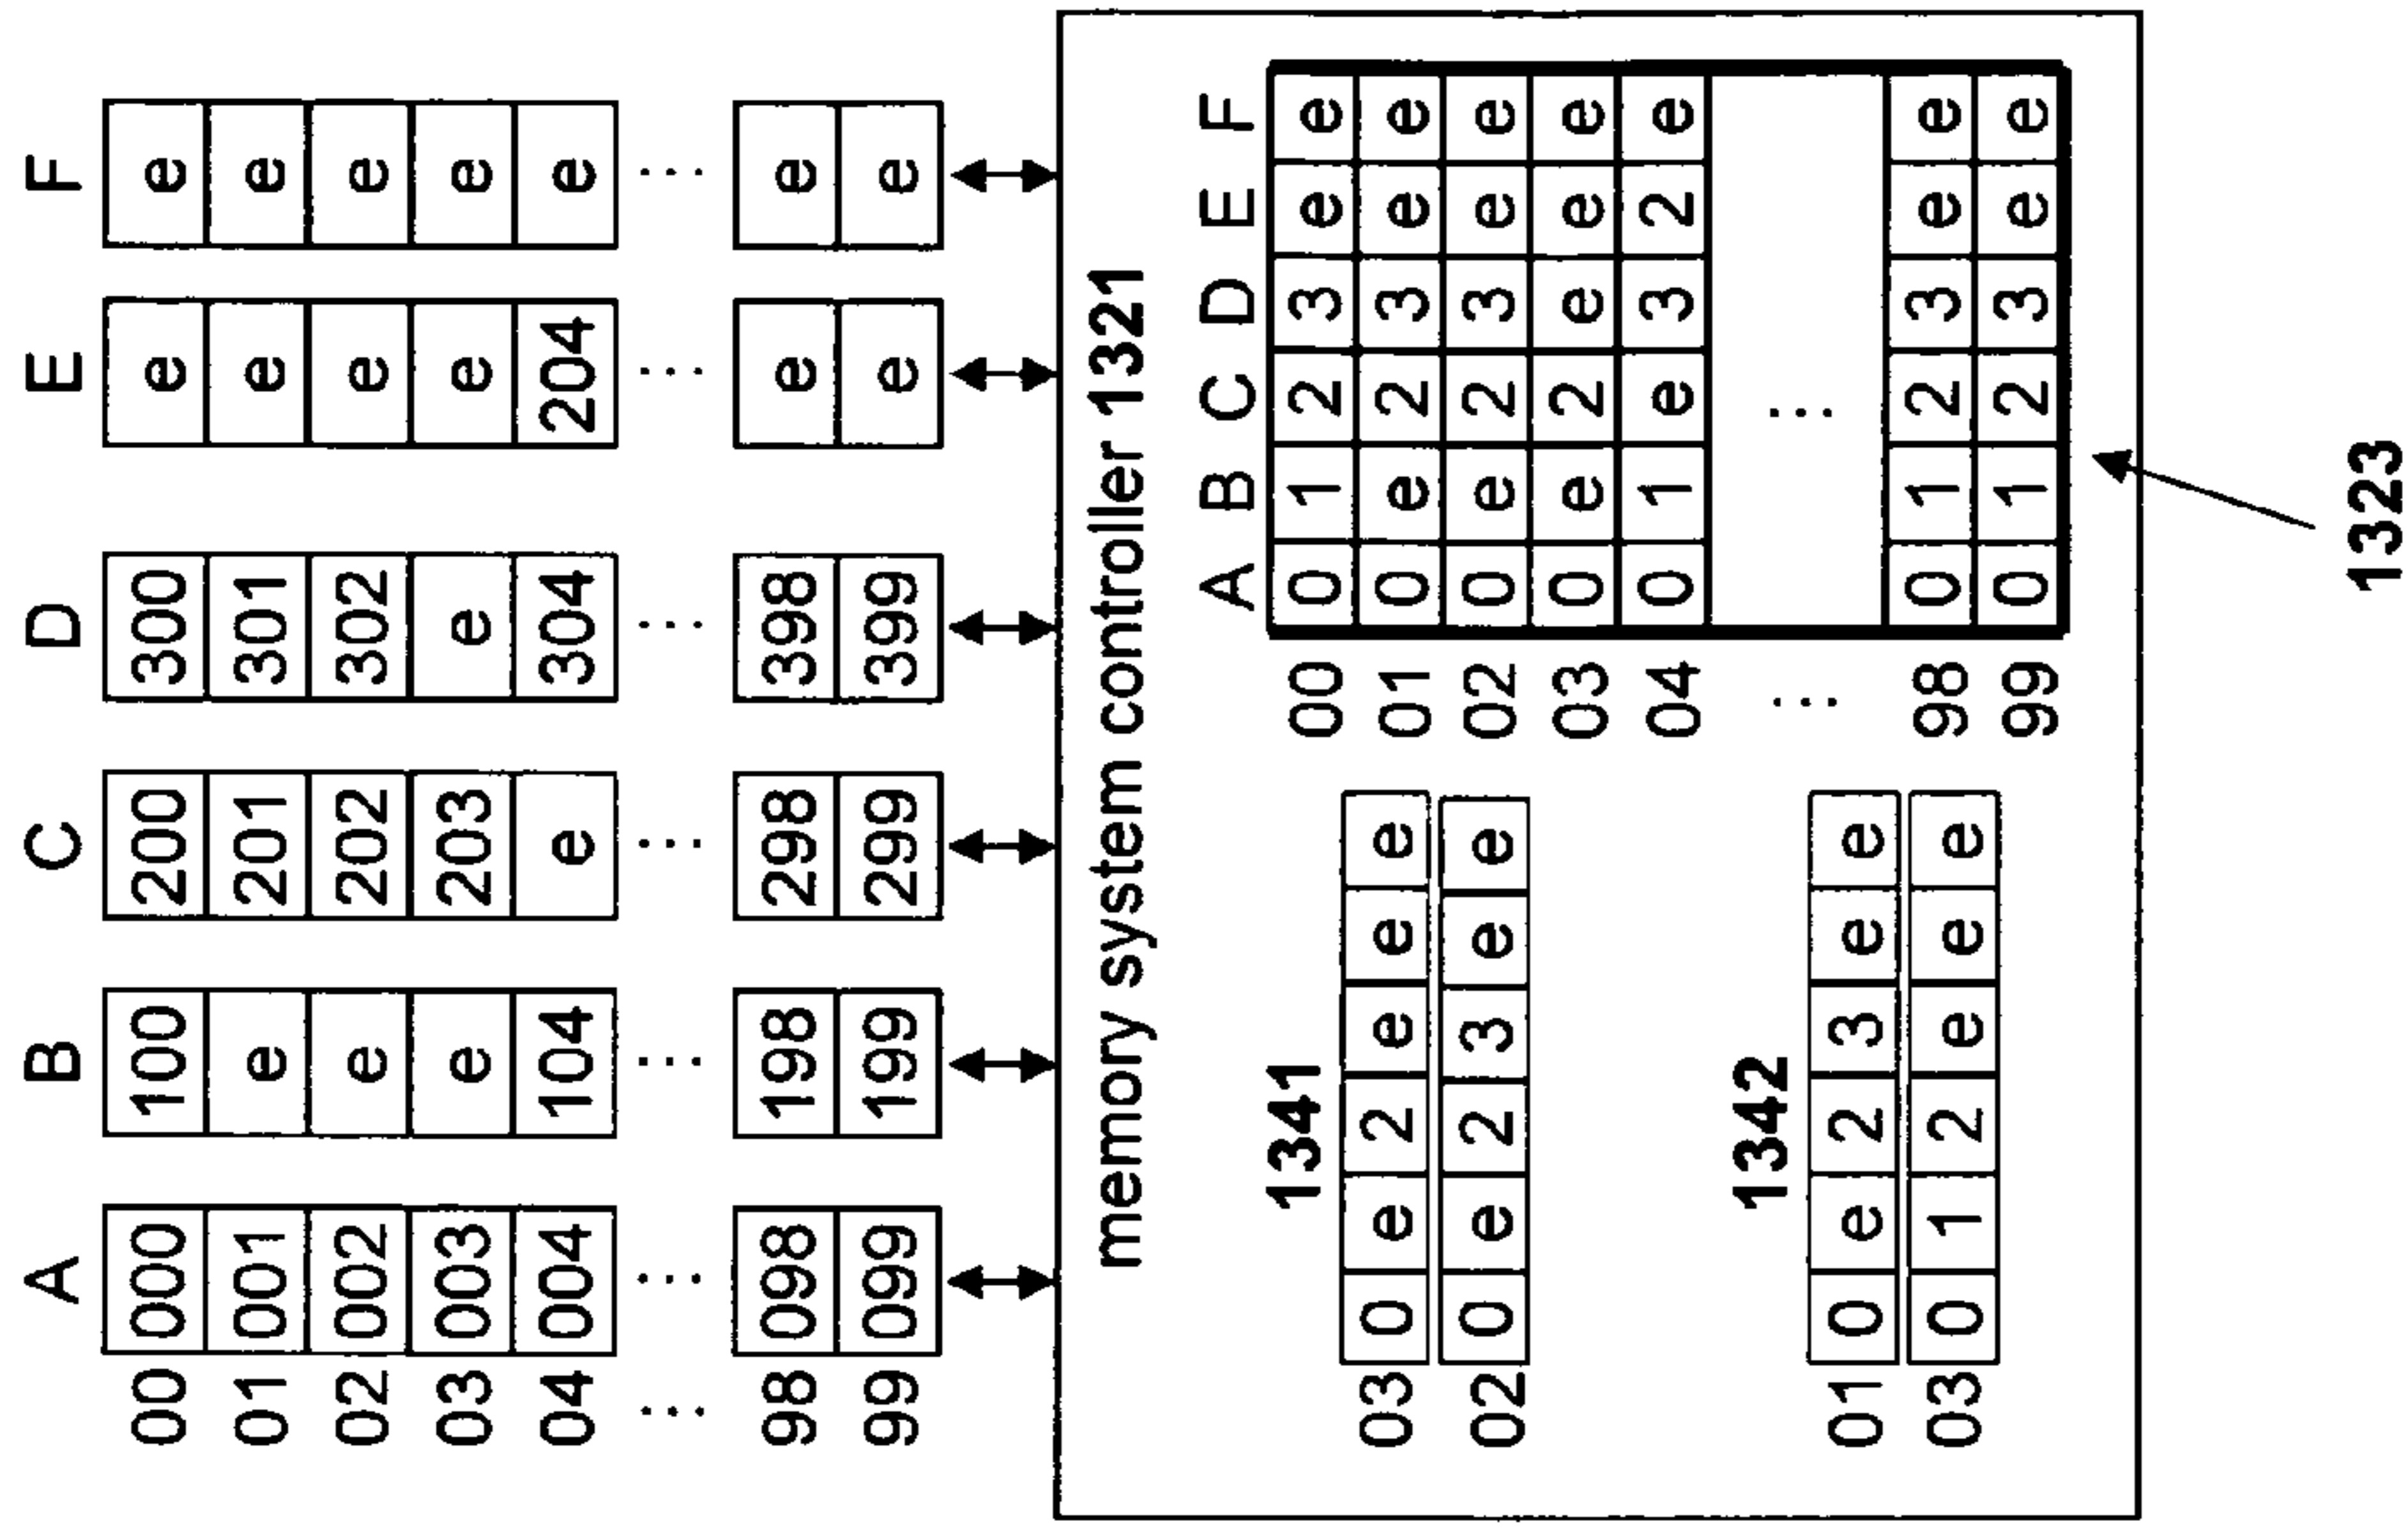 A B C D E F
00 000 100 200 300 e e
01 001 e 201 301 e e
02 002 e 202 302 e e
03 003 e 203 e e e
04 004 104 e 304 204 e
... ... ... ... ... ... ...
98 098 198 298 398 e e
99 099 199 299 399 e e
memory system controller 1321
1341
03 0 e 2 e e e
02 0 e 2 3 e e
1342
01 0 e 2 3 e e
03 0 1 2 e e e
A B C D E F
00 0 1 2 3 e e
01 0 e 2 3 e e
02 0 e 2 3 e e
03 0 e 2 e e e
04 0 1 e 3 2 e
... ...
98 0 1 2 3 e e
99 0 1 2 3 e e
1323